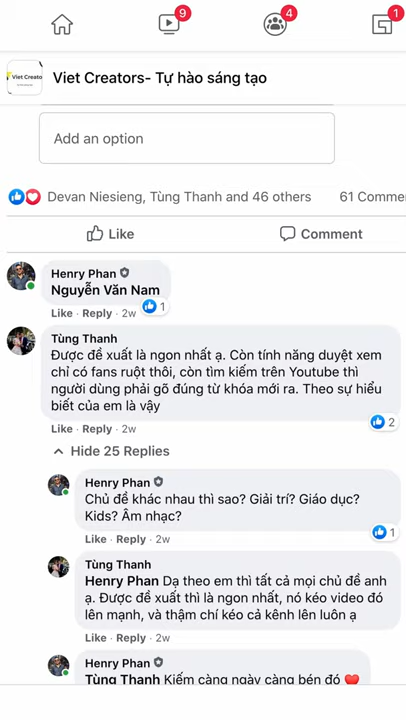 9
4
1
Viet Creato
Viet Creators- Tự hào sáng tạo
Add an option
Devan Niesieng, Tùng Thanh and 46 others 61 Comme
Like Comment
Henry Phan
Nguyễn Văn Nam
Like · Reply · 2w 1
Tùng Thanh
Được đề xuất là ngon nhất ạ. Còn tính năng duyệt xem
chỉ có fans ruột thôi, còn tìm kiếm trên Youtube thì
người dùng phải gõ đúng từ khóa mới ra. Theo sự hiểu
biết của em là vậy
2
Like · Reply · 2w
Hide 25 Replies
Henry Phan
Chủ đề khác nhau thì sao? Giải trí? Giáo dục?
Kids? Âm nhạc?
1
Like · Reply · 2w
Tùng Thanh
Henry Phan Dạ theo em thì tất cả mọi chủ đề anh
ạ. Được đề xuất thì là ngon nhất, nó kéo video đó
lên mạnh, và thậm chí kéo cả kênh lên luôn ạ
Like · Reply · 2w
Henry Phan
Tùng Thanh Kiếm càng ngày càng bén đó ❤️